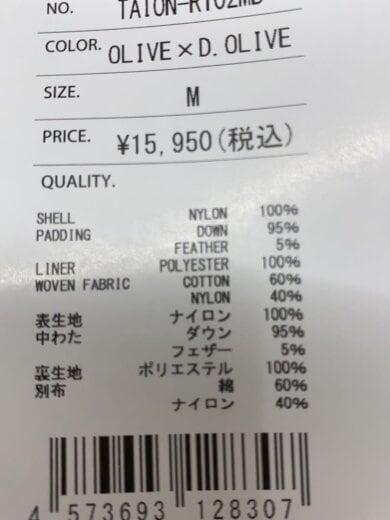 NO. TAION-R102MB
COLOR. OLIVE×D.OLIVE
SIZE. M
PRICE. ¥15,950(税込)
QUALITY.
SHELL NYLON 100%
PADDING DOWN 95%
FEATHER 5%
LINER POLYESTER 100%
WOVEN FABRIC COTTON 60%
NYLON 40%
表生地 ナイロン 100%
中わた ダウン 95%
フェザー 5%
裏生地 ポリエステル 100%
別布 綿 60%
ナイロン 40%
4 573693 128307